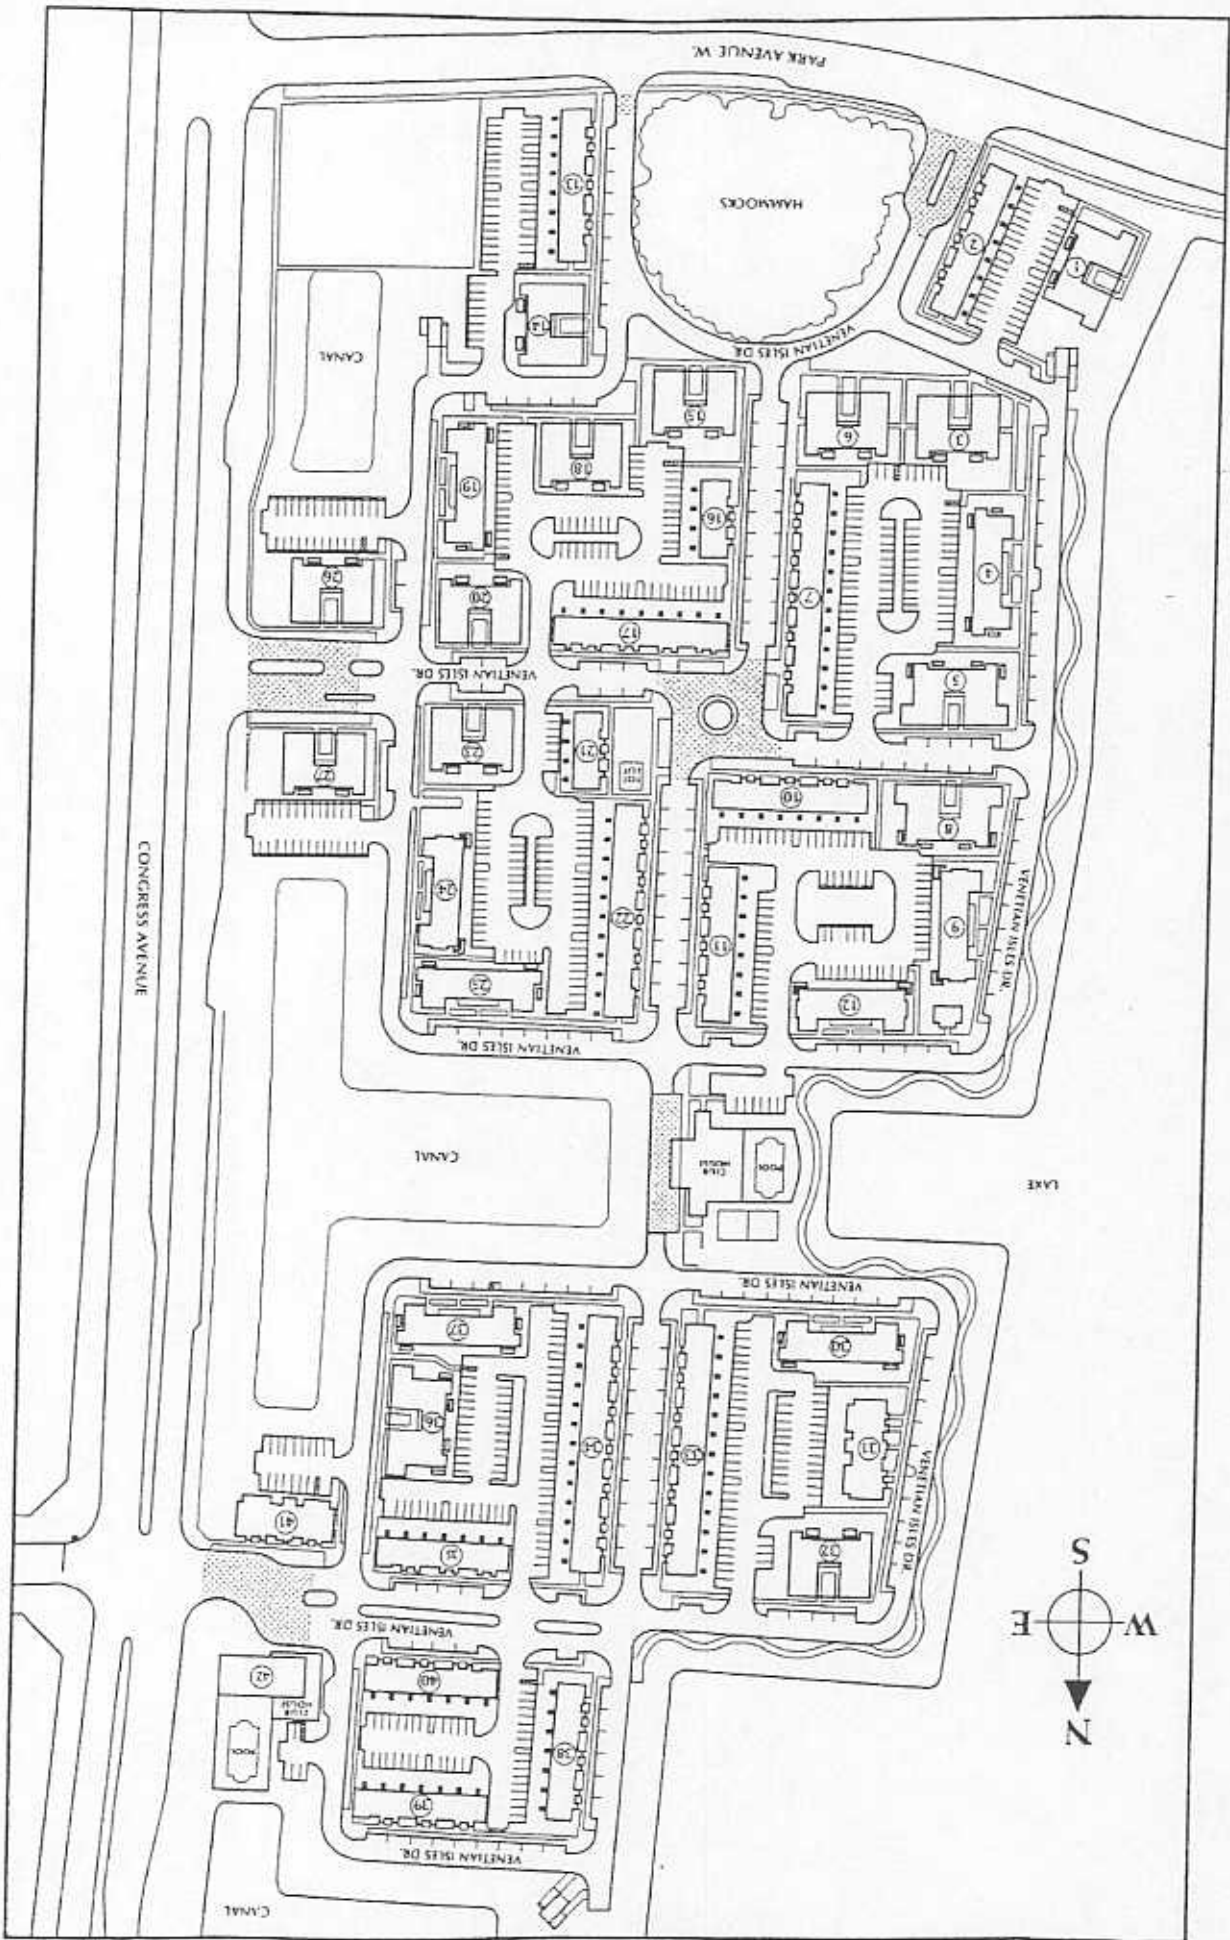 PARK AVENUE W.
HAMMOCKS
13
2
1
14
VENETIAN ISLES DR.
CANAL
15
6
3
18
19
16
4
7
26
20
17
5
VENETIAN ISLES DR.
23
21
TOT
LOT
27
10
8
24
22
11
9
VENETIAN ISLES DR.
CONGRESS AVENUE
25
12
VENETIAN ISLES DR.
CANAL
CLUB
HOUSE
POOL
LAKE
VENETIAN ISLES DR.
37
30
36
34
33
31
VENETIAN ISLES DR.
41
35
32
VENETIAN ISLES DR.
S
E
W
N
42
CLUB
HOUSE
40
POOL
38
39
VENETIAN ISLES DR.
CANAL